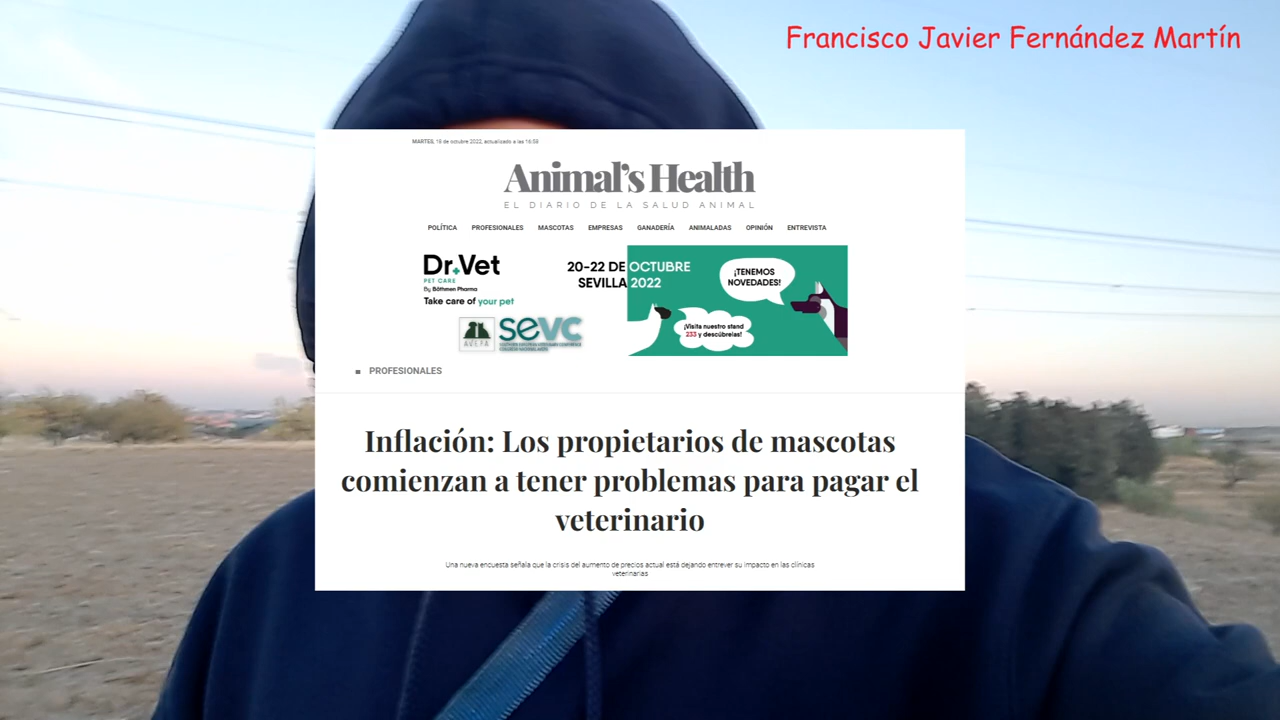 Francisco Javier Fernández Martín
MARTES, 18 de octubre 2022, actualizado a las 16:58
Animal's Health
EL DIARIO DE LA SALUD ANIMAL
POLÍTICA PROFESIONALES MASCOTAS EMPRESAS GANADERÍA ANIMALADAS OPINIÓN ENTREVISTA
Dr.Vet
PET CARE
By Böthmen Pharma
Take care of your pet
AVEPA
sevc
20-22 DE OCTUBRE
SEVILLA 2022
¡TENEMOS
NOVEDADES!
¡Visita nuestro stand
233 y descúbrelas!
PROFESIONALES
Inflación: Los propietarios de mascotas
comienzan a tener problemas para pagar el
veterinario
Una nueva encuesta señala que la crisis del aumento de precios actual está dejando entrever su impacto en las clínicas
veterinarias